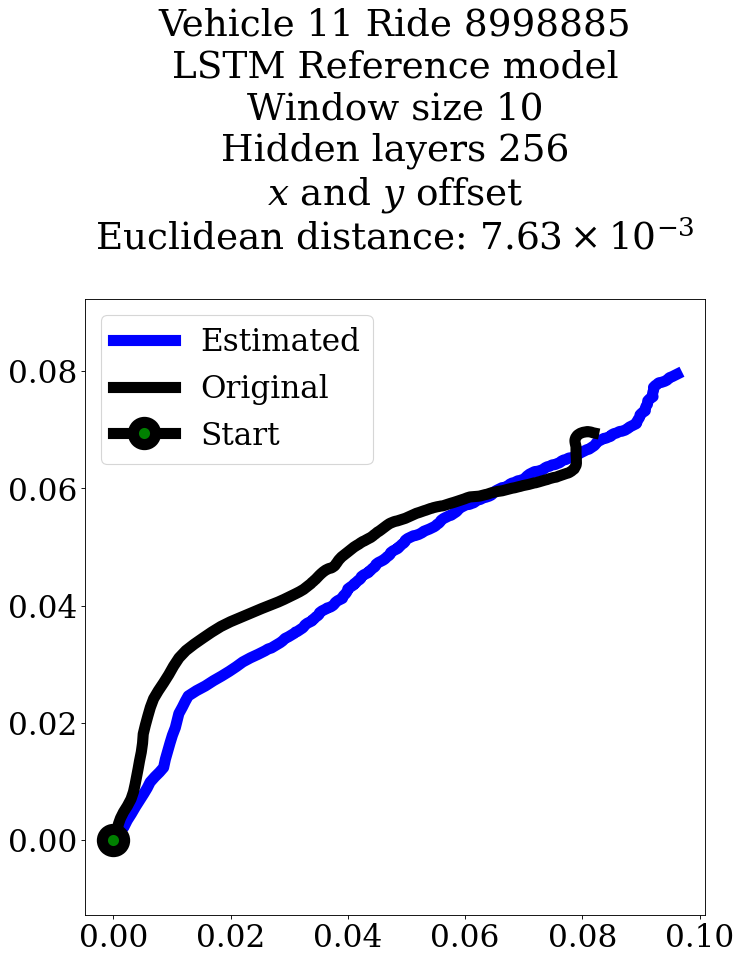 Vehicle 11 Ride 8998885
LSTM Reference model
Window size 10
Hidden layers 256
x and y offset
Euclidean distance: 7.63 × 10⁻³
Estimated
Original
Start
0.08
0.06
0.04
0.02
0.00
0.00 0.02 0.04 0.06 0.08 0.10